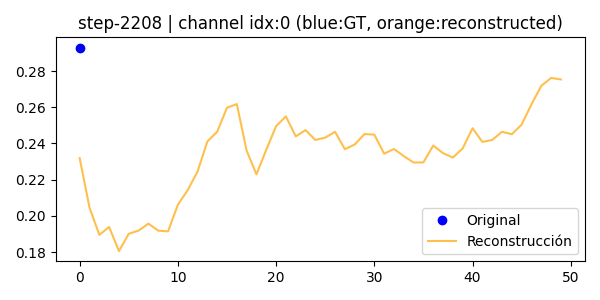 step-2208 | channel idx:0 (blue:GT, orange:reconstructed)
0.28
0.26
0.24
0.22
0.20
0.18
0 10 20 30 40 50
Original
Reconstrucción